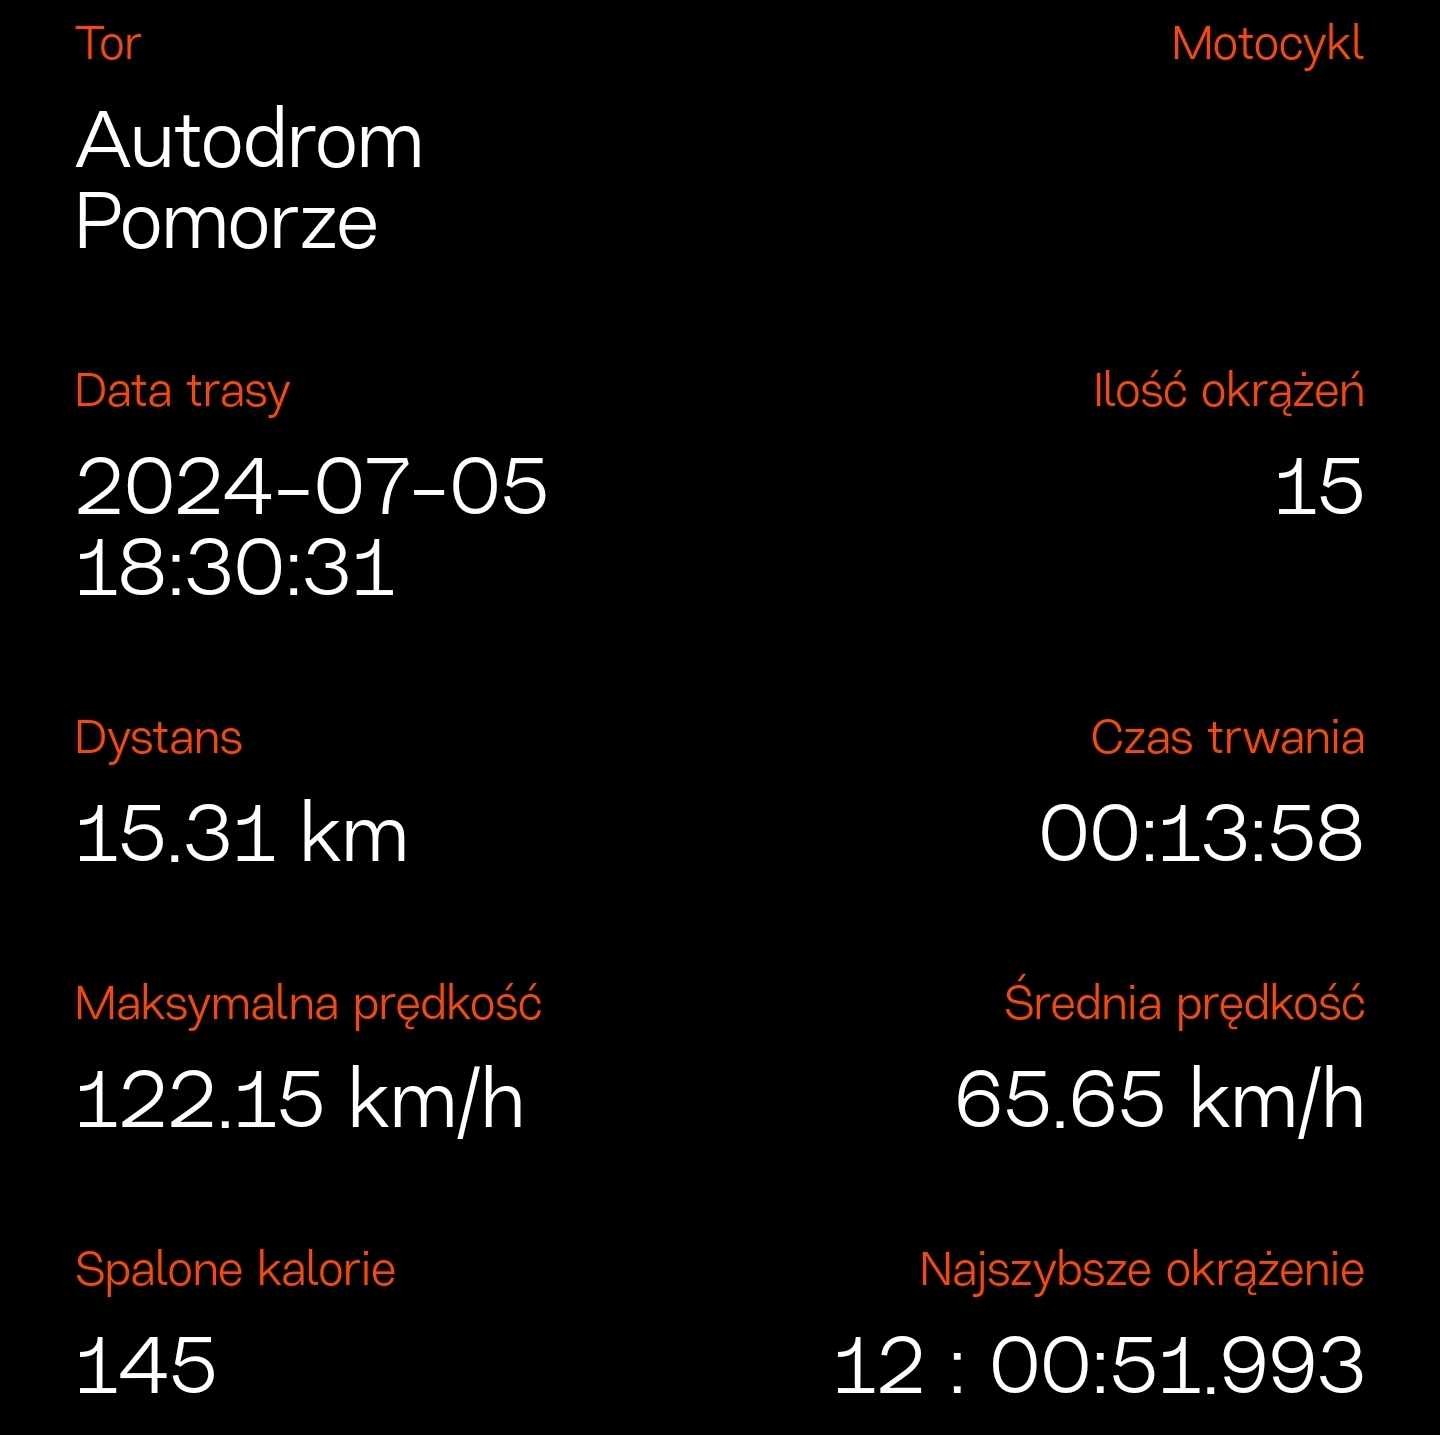 Tor
Motocykl
Autodrom
Pomorze
Data trasy
Ilość okrążeń
2024-07-05
18:30:31
15
Dystans
Czas trwania
15.31 km
00:13:58
Maksymalna prędkość
Średnia prędkość
122.15 km/h
65.65 km/h
Spalone kalorie
Najszybsze okrążenie
145
12 : 00:51.993